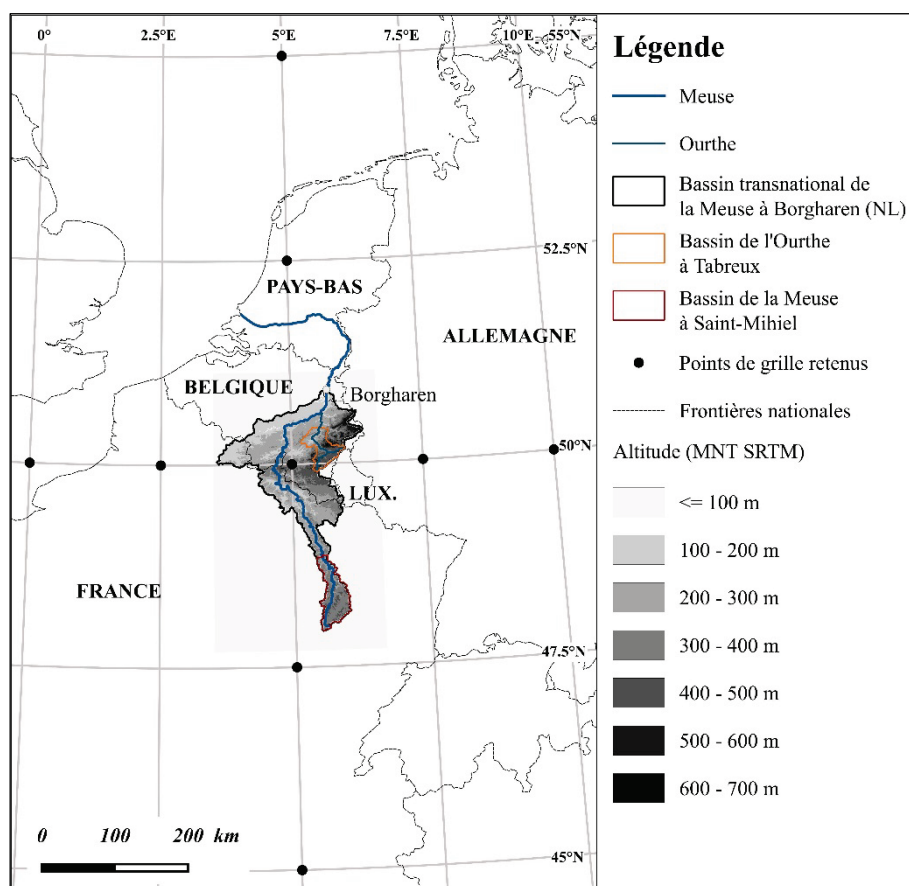 0°
2.5°E
5°E
7.5°E
10°E
55°N
52.5°N
PAYS-BAS
ALLEMAGNE
BELGIQUE
Borgharen
50°N
LUX.
FRANCE
47.5°N
45°N
0 100 200 km
Légende
Meuse
Ourthe
Bassin transnational de
la Meuse à Borgharen (NL)
Bassin de l'Ourthe
à Tabreux
Bassin de la Meuse
à Saint-Mihiel
Points de grille retenus
Frontières nationales
Altitude (MNT SRTM)
<= 100 m
100 - 200 m
200 - 300 m
300 - 400 m
400 - 500 m
500 - 600 m
600 - 700 m